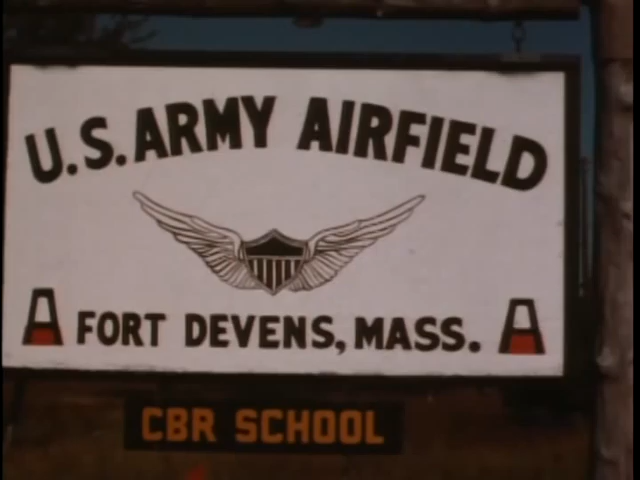 U.S. ARMY AIRFIELD
FORT DEVENS, MASS.
CBR SCHOOL